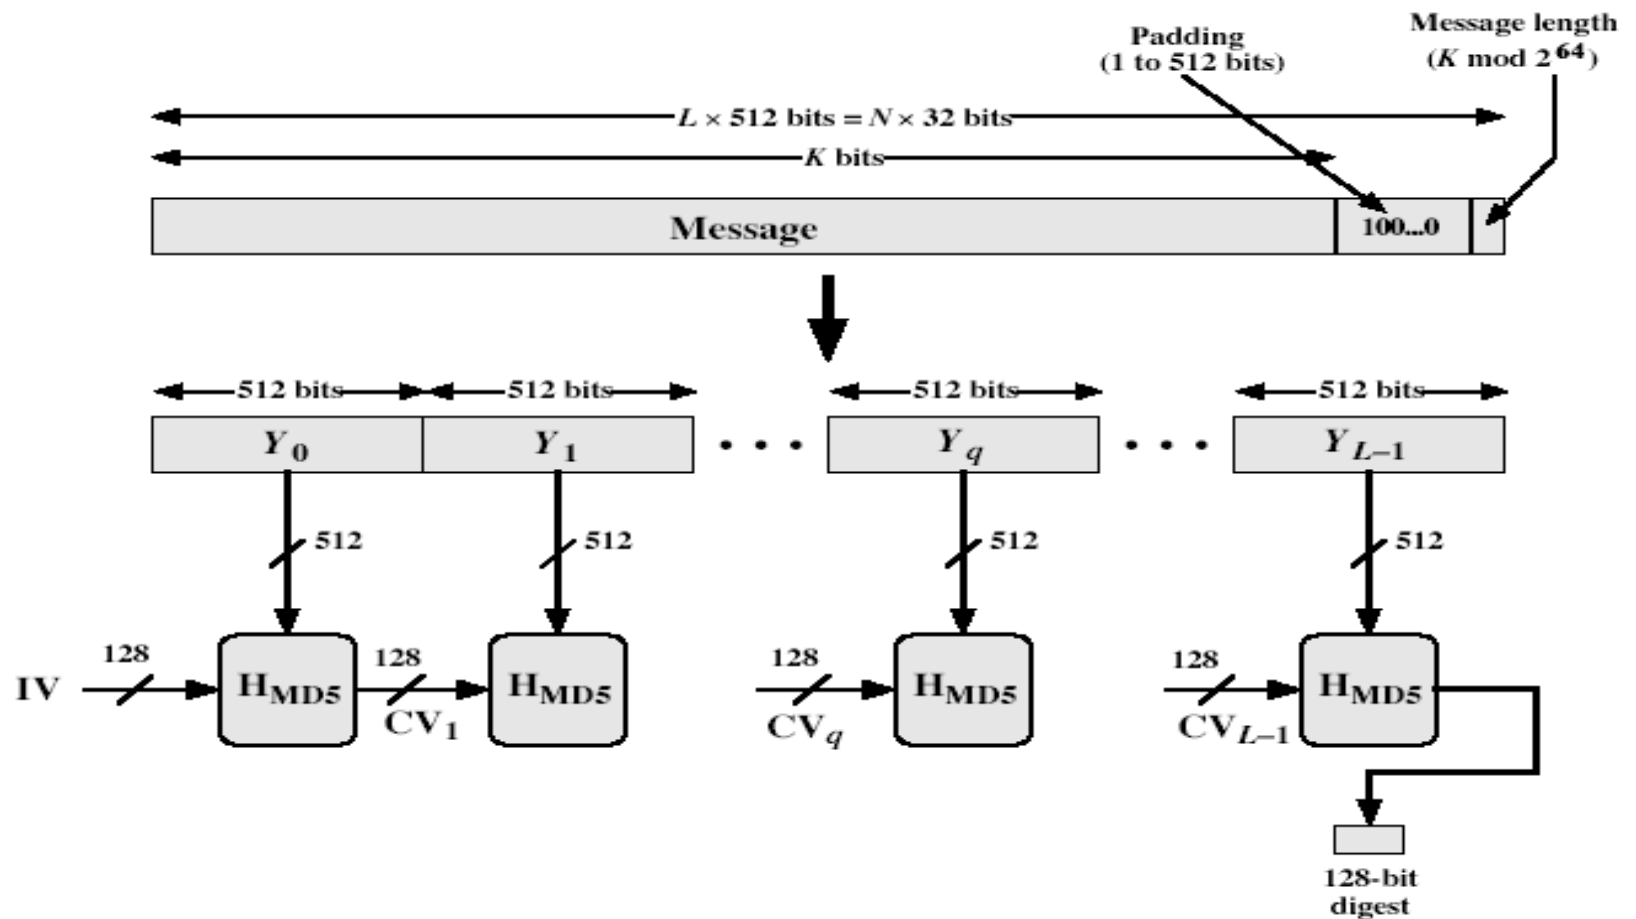 Padding
(1 to 512 bits)
Message length
(K mod 2^64)
L × 512 bits = N × 32 bits
K bits
Message
100...0
512 bits
512 bits
512 bits
512 bits
Y0
Y1
• • •
Yq
• • •
YL–1
512
512
512
512
128
128
128
128
IV
HMD5
HMD5
HMD5
HMD5
CV1
CVq
CVL–1
128-bit
digest